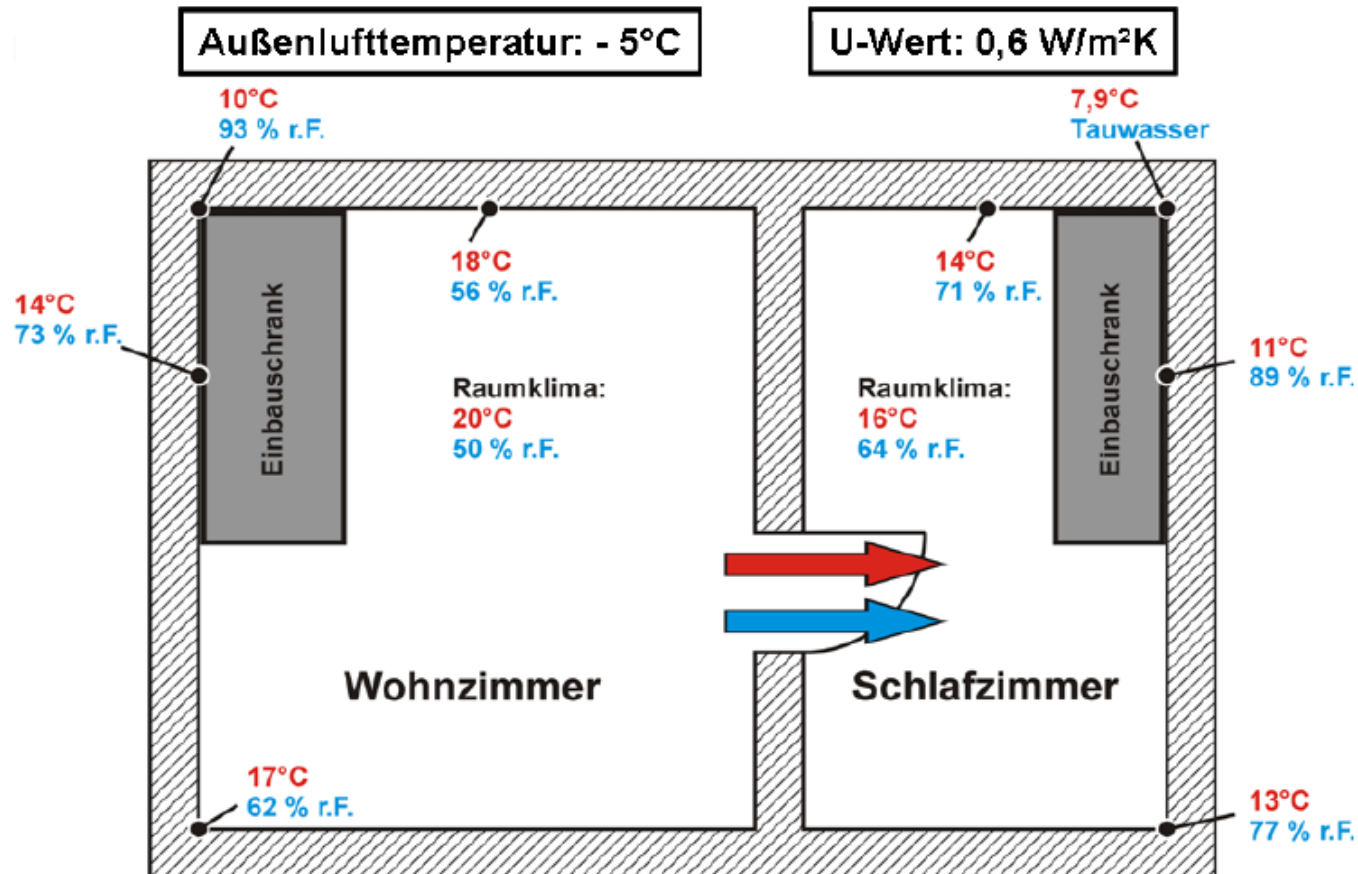 Außenlufttemperatur: - 5°C
U-Wert: 0,6 W/m²K
10°C
93 % r.F.
7,9°C
Tauwasser
18°C
56 % r.F.
14°C
71 % r.F.
14°C
73 % r.F.
Einbauschrank
Raumklima:
20°C
50 % r.F.
Raumklima:
16°C
64 % r.F.
Einbauschrank
11°C
89 % r.F.
Wohnzimmer
Schlafzimmer
17°C
62 % r.F.
13°C
77 % r.F.